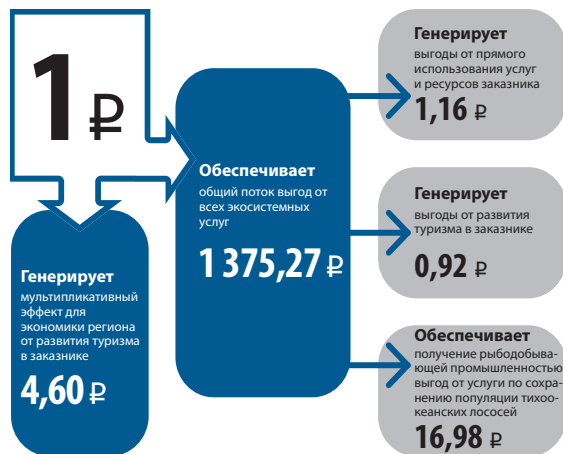 1 ₽
Генерирует
мультипликативный
эффект для
экономики региона
от развития туризма
в заказнике
4,60 ₽
Обеспечивает
общий поток выгод от
всех экосистемных
услуг
1 375,27 ₽
Генерирует
выгоды от прямого
использования услуг
и ресурсов заказника
1,16 ₽
Генерирует
выгоды от развития
туризма в заказнике
0,92 ₽
Обеспечивает
получение рыбодобыва-
ющей промышленностью
выгод от услуги по сохра-
нению популяции тихоо-
кеанских лососей
16,98 ₽